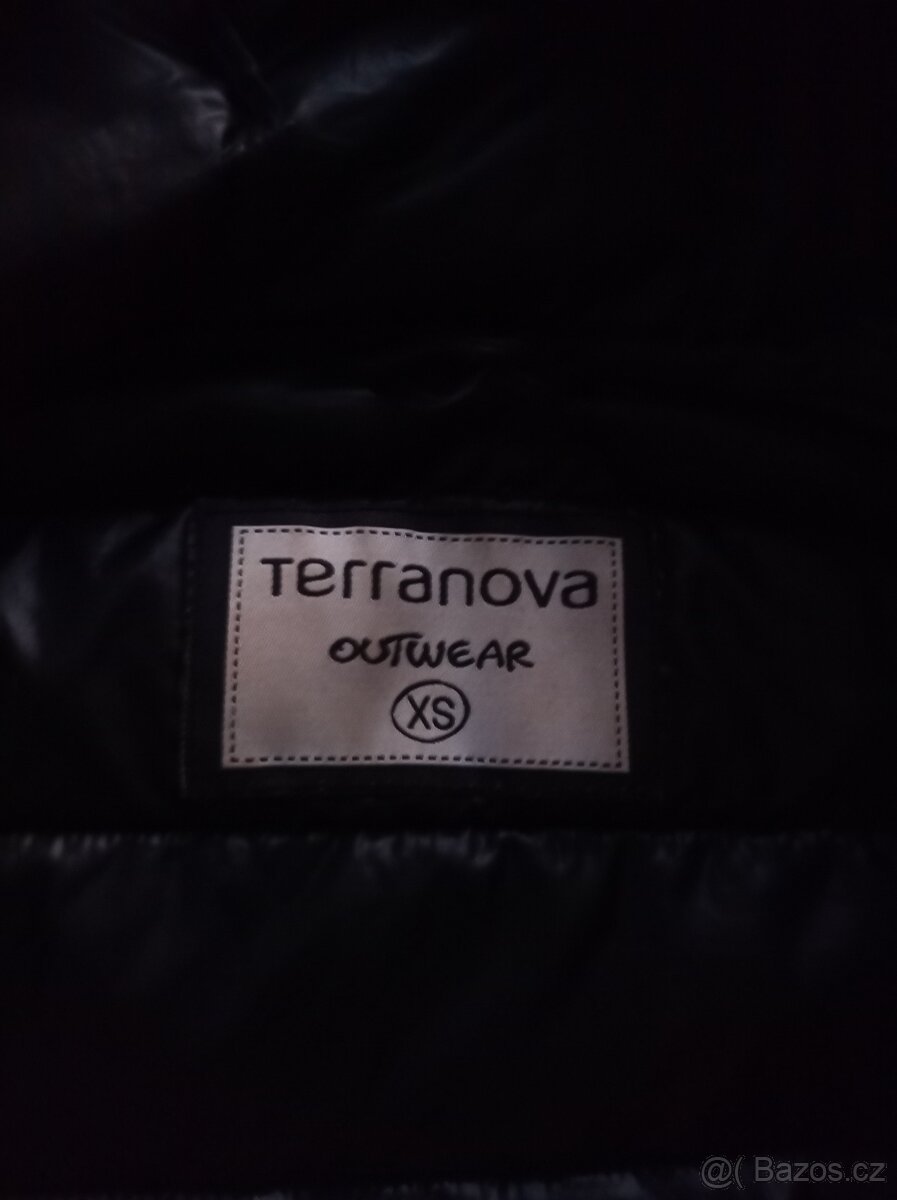 Terranova
OUTWEAR
XS
@( Bazos.cz